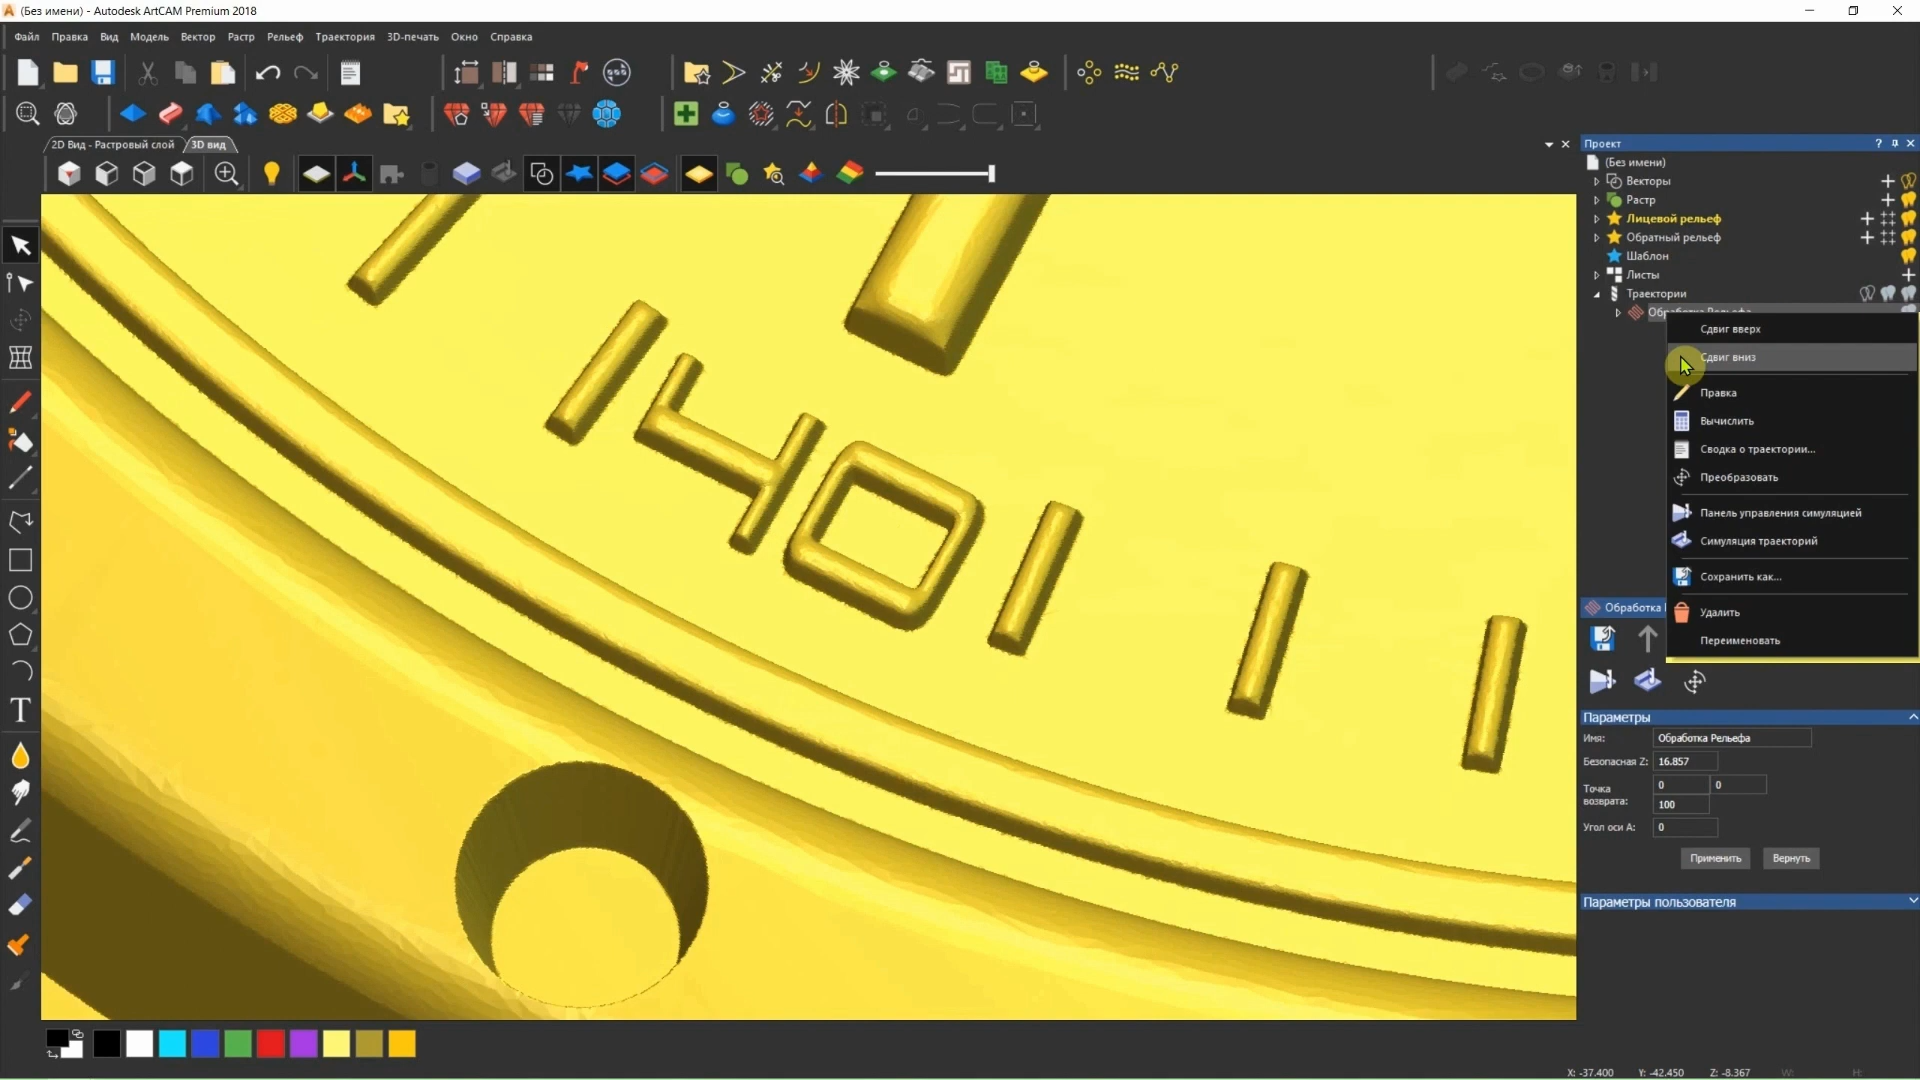 (Без имени) - Autodesk ArtCAM Premium 2018
Файл Правка Вид Модель Вектор Растр Рельеф Траектория 3D-печать Окно Справка
2D Вид - Растровый слой 3D вид
140
Проект
(Без имени)
Векторы
Растр
Лицевой рельеф
Обратный рельеф
Шаблон
Листы
Траектории
Обработка Рельефа
Сдвиг вверх
Сдвиг вниз
Правка
Вычислить
Сводка о траектории...
Преобразовать
Панель управления симуляцией
Симуляция траекторий
Сохранить как...
Удалить
Переименовать
Обработка
Параметры
Имя: Обработка Рельефа
Безопасная Z: 16.857
Точка возврата: 0 0
100
Угол оси A: 0
Применить Вернуть
Параметры пользователя
T
X: -37.400 Y: -42.450 Z: -8.367 W: H: